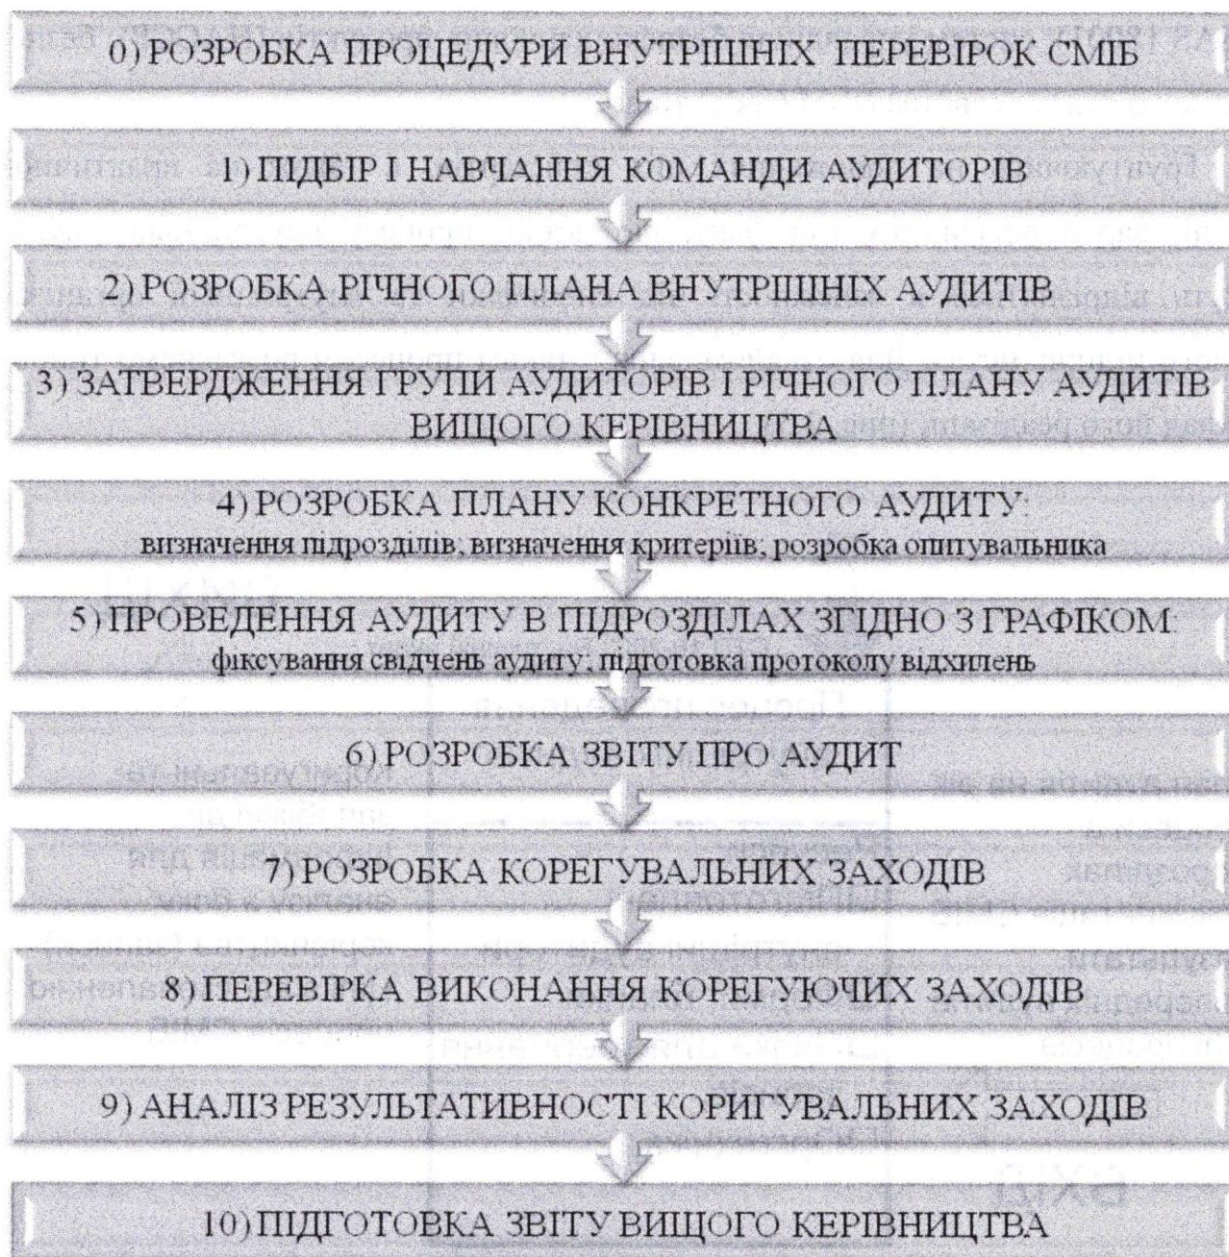 0) РОЗРОБКА ПРОЦЕДУРИ ВНУТРІШНІХ ПЕРЕВІРОК СМІБ
1) ПІДБІР І НАВЧАННЯ КОМАНДИ АУДИТОРІВ
2) РОЗРОБКА РІЧНОГО ПЛАНА ВНУТРІШНІХ АУДИТІВ
3) ЗАТВЕРДЖЕННЯ ГРУПИ АУДИТОРІВ І РІЧНОГО ПЛАНУ АУДИТІВ
ВИЩОГО КЕРІВНИЦТВА
4) РОЗРОБКА ПЛАНУ КОНКРЕТНОГО АУДИТУ:
визначення підрозділів; визначення критеріїв; розробка опитувальника
5) ПРОВЕДЕННЯ АУДИТУ В ПІДРОЗДІЛАХ ЗГІДНО З ГРАФІКОМ:
фіксування свідчень аудиту; підготовка протоколу відхилень
6) РОЗРОБКА ЗВІТУ ПРО АУДИТ
7) РОЗРОБКА КОРЕГУВАЛЬНИХ ЗАХОДІВ
8) ПЕРЕВІРКА ВИКОНАННЯ КОРЕГУЮЧИХ ЗАХОДІВ
9) АНАЛІЗ РЕЗУЛЬТАТИВНОСТІ КОРИГУВАЛЬНИХ ЗАХОДІВ
10) ПІДГОТОВКА ЗВІТУ ВИЩОГО КЕРІВНИЦТВА